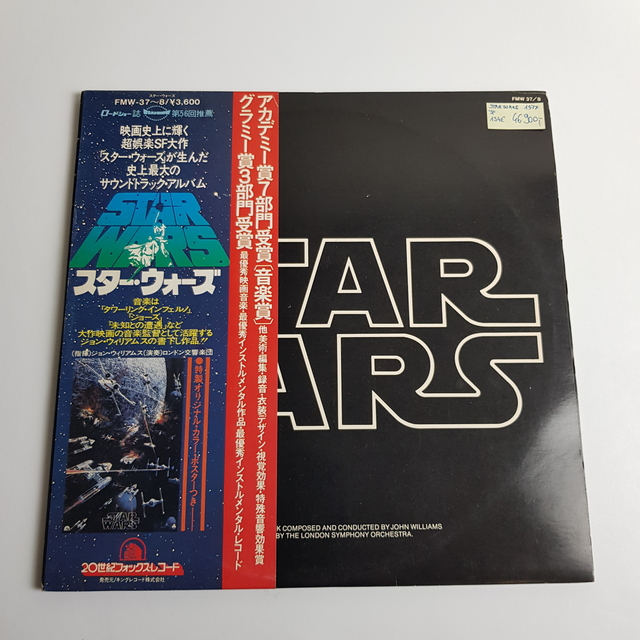 スター・ウォーズ
FMW-37~8/¥3,600
ロードショー誌 第56回推薦
映画史上に輝く
超娯楽SF大作
「スター・ウォーズ」が生んだ
史上最大の
サウンドトラック・アルバム
STAR
WARS
スター・ウォーズ
音楽は
「タワーリング・インフェルノ」
「ジョーズ」
「未知との遭遇」など
大作映画の音楽監督として活躍する
ジョン・ウィリアムスの書下し作品!!
(指揮)ジョン・ウィリアムス(演奏)ロンドン交響楽団
●特製オリジナル・カラー・ポスターつき
STAR
WARS
20世紀フォックスレコード
発売元/キングレコード株式会社
アカデミー賞7部門受賞〔音楽賞〕他 美術・編集・録音・衣装デザイン・視覚効果・特殊音響効果賞
グラミー賞3部門受賞 最優秀映画音楽・最優秀インストルメンタル作品・最優秀インストルメンタル・レコード
FMW 37/8
STAR WARS 1977
46900,-
TAR
ARS
K COMPOSED AND CONDUCTED BY JOHN WILLIAMS
BY THE LONDON SYMPHONY ORCHESTRA.